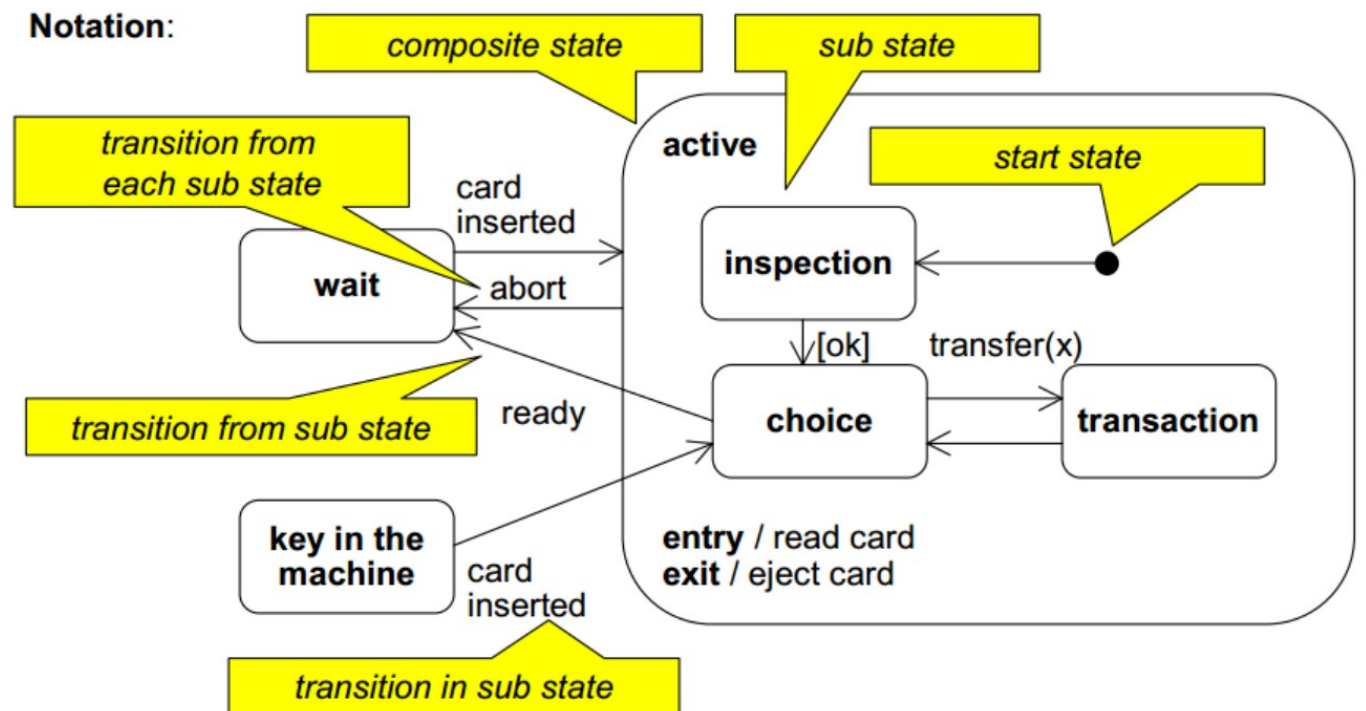 Notation:
composite state
sub state
active
transition from
each sub state
start state
card
inserted
wait
inspection
abort
[ok]
transfer(x)
ready
choice
transaction
transition from sub state
key in the
machine
entry / read card
exit / eject card
card
inserted
transition in sub state